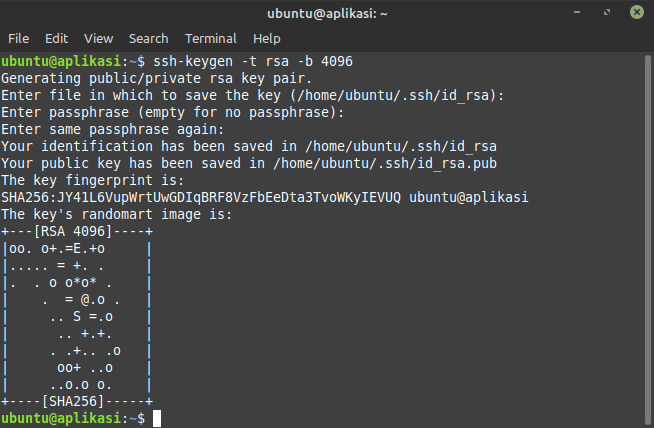 ubuntu@aplikasi: ~
File Edit View Search Terminal Help
ubuntu@aplikasi:~$ ssh-keygen -t rsa -b 4096
Generating public/private rsa key pair.
Enter file in which to save the key (/home/ubuntu/.ssh/id_rsa):
Enter passphrase (empty for no passphrase):
Enter same passphrase again:
Your identification has been saved in /home/ubuntu/.ssh/id_rsa
Your public key has been saved in /home/ubuntu/.ssh/id_rsa.pub
The key fingerprint is:
SHA256:JY41L6VupWrtUwGDIqBRF8VzFbEeDta3TvoWKyIEVUQ ubuntu@aplikasi
The key's randomart image is:
+---[RSA 4096]----+
|oo. o+.=E.+o     |
|..... = +. .     |
|.  . o o*o* .    |
|    .  = @.o .   |
|     .. S =.o    |
|      .. +.+.    |
|     . .+.. .o   |
|      oo+ ..o    |
|     ..o.o o.    |
+----[SHA256]-----+
ubuntu@aplikasi:~$